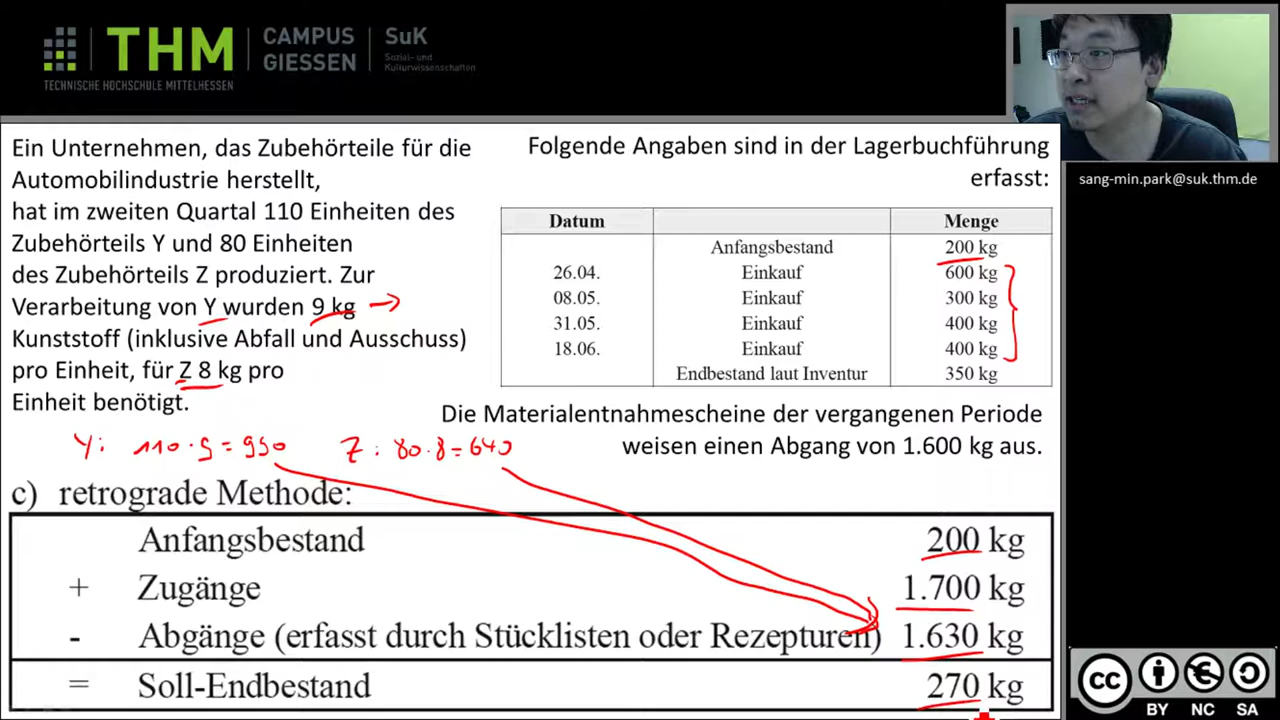 THM
CAMPUS
GIESSEN
SuK
Sozial- und
Kulturwissenschaften
TECHNISCHE HOCHSCHULE MITTELHESSEN
sang-min.park@suk.thm.de
Ein Unternehmen, das Zubehörteile für die
Automobilindustrie herstellt,
hat im zweiten Quartal 110 Einheiten des
Zubehörteils Y und 80 Einheiten
des Zubehörteils Z produziert. Zur
Verarbeitung von Y wurden 9 kg
Kunststoff (inklusive Abfall und Ausschuss)
pro Einheit, für Z 8 kg pro
Einheit benötigt.
Folgende Angaben sind in der Lagerbuchführung
erfasst:
Datum Menge
Anfangsbestand 200 kg
26.04. Einkauf 600 kg
08.05. Einkauf 300 kg
31.05. Einkauf 400 kg
18.06. Einkauf 400 kg
Endbestand laut Inventur 350 kg
Die Materialentnahmescheine der vergangenen Periode
weisen einen Abgang von 1.600 kg aus.
Y: 110 · 9 = 990 Z: 80 · 8 = 640
c) retrograde Methode:
Anfangsbestand 200 kg
+ Zugänge 1.700 kg
- Abgänge (erfasst durch Stücklisten oder Rezepturen) 1.630 kg
= Soll-Endbestand 270 kg
cc
BY NC SA